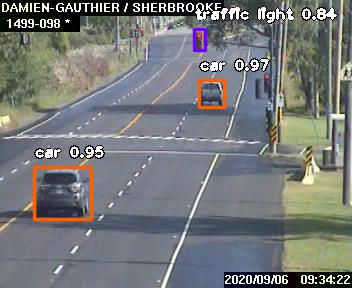 DAMIEN-GAUTHIER / SHERBROOKE
traffic light 0.84
1499-098 *
car 0.97
car 0.95
2020/09/06 09:34:22